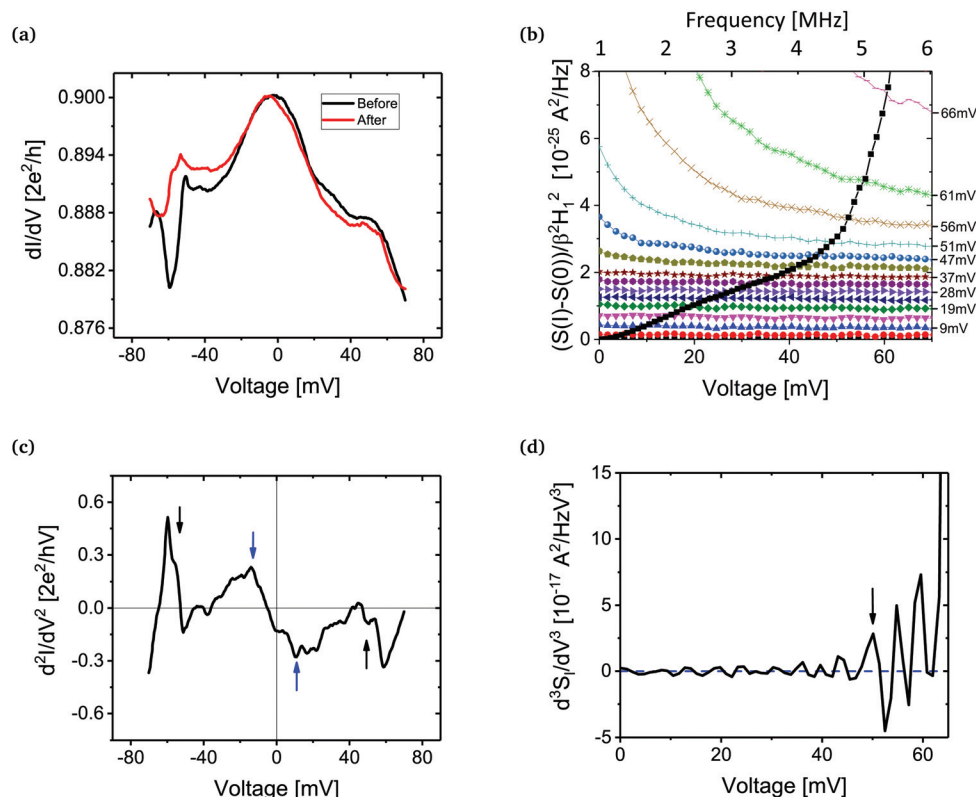 (a)
dI/dV [2e²/h]
0.900
0.894
0.888
0.882
0.876
Before
After
-80 -40 0 40 80
Voltage [mV]
(b)
Frequency [MHz]
1 2 3 4 5 6
(S(I)-S(0))/β²H₁² [10⁻²⁵ A²/Hz]
8
6
4
2
0
66mV
61mV
56mV
51mV
47mV
37mV
28mV
19mV
9mV
0 20 40 60
Voltage [mV]
(c)
d²I/dV² [2e²/hV]
0.6
0.3
0.0
-0.3
-0.6
-80 -40 0 40 80
Voltage [mV]
(d)
d³S_I/dV³ [10⁻¹⁷ A²/HzV³]
15
10
5
0
-5
0 20 40 60
Voltage [mV]